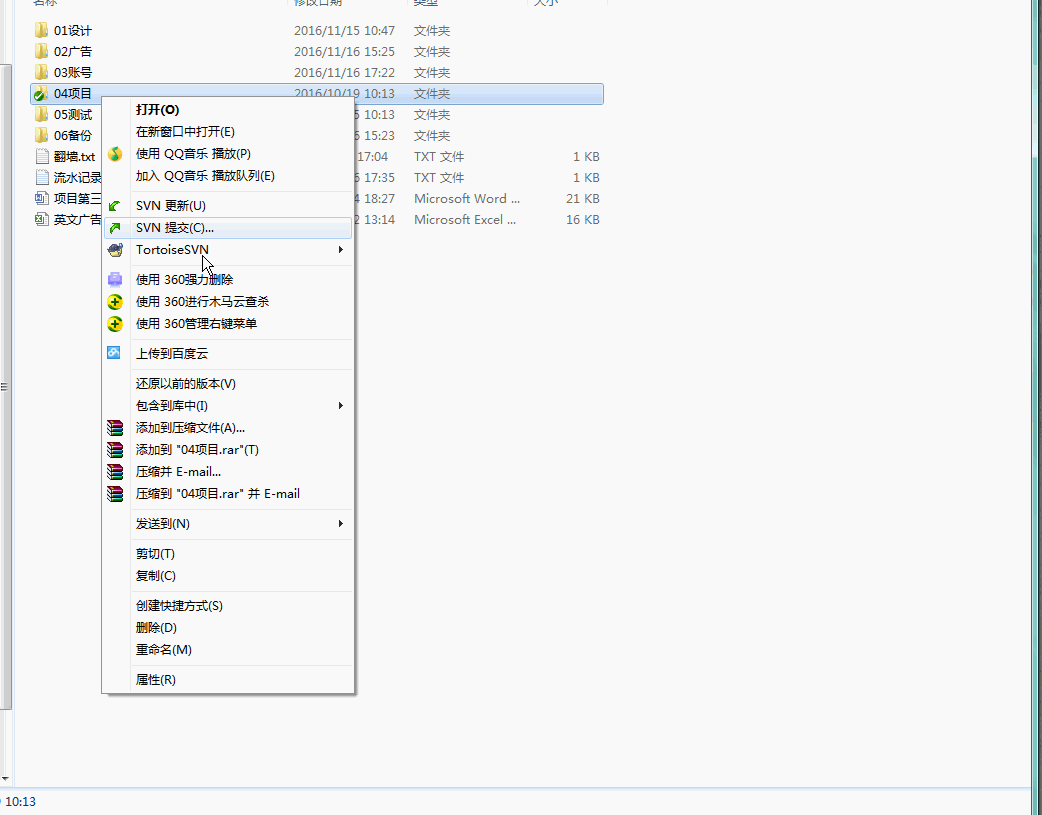 名称 修改日期 类型 大小
01设计 2016/11/15 10:47 文件夹
02广告 2016/11/16 15:25 文件夹
03账号 2016/11/16 17:22 文件夹
04项目 2016/10/19 10:13 文件夹
05测试 5 10:13 文件夹
06备份 5 15:23 文件夹
翻墙.txt 17:04 TXT 文件 1 KB
流水记录 5 17:35 TXT 文件 1 KB
项目第三 4 18:27 Microsoft Word ... 21 KB
英文广告 2 13:14 Microsoft Excel ... 16 KB
打开(O)
在新窗口中打开(E)
使用 QQ音乐 播放(P)
加入 QQ音乐 播放队列(E)
SVN 更新(U)
SVN 提交(C)...
TortoiseSVN
使用 360强力删除
使用 360进行木马云查杀
使用 360管理右键菜单
上传到百度云
还原以前的版本(V)
包含到库中(I)
添加到压缩文件(A)...
添加到 "04项目.rar"(T)
压缩并 E-mail...
压缩到 "04项目.rar" 并 E-mail
发送到(N)
剪切(T)
复制(C)
创建快捷方式(S)
删除(D)
重命名(M)
属性(R)
10:13